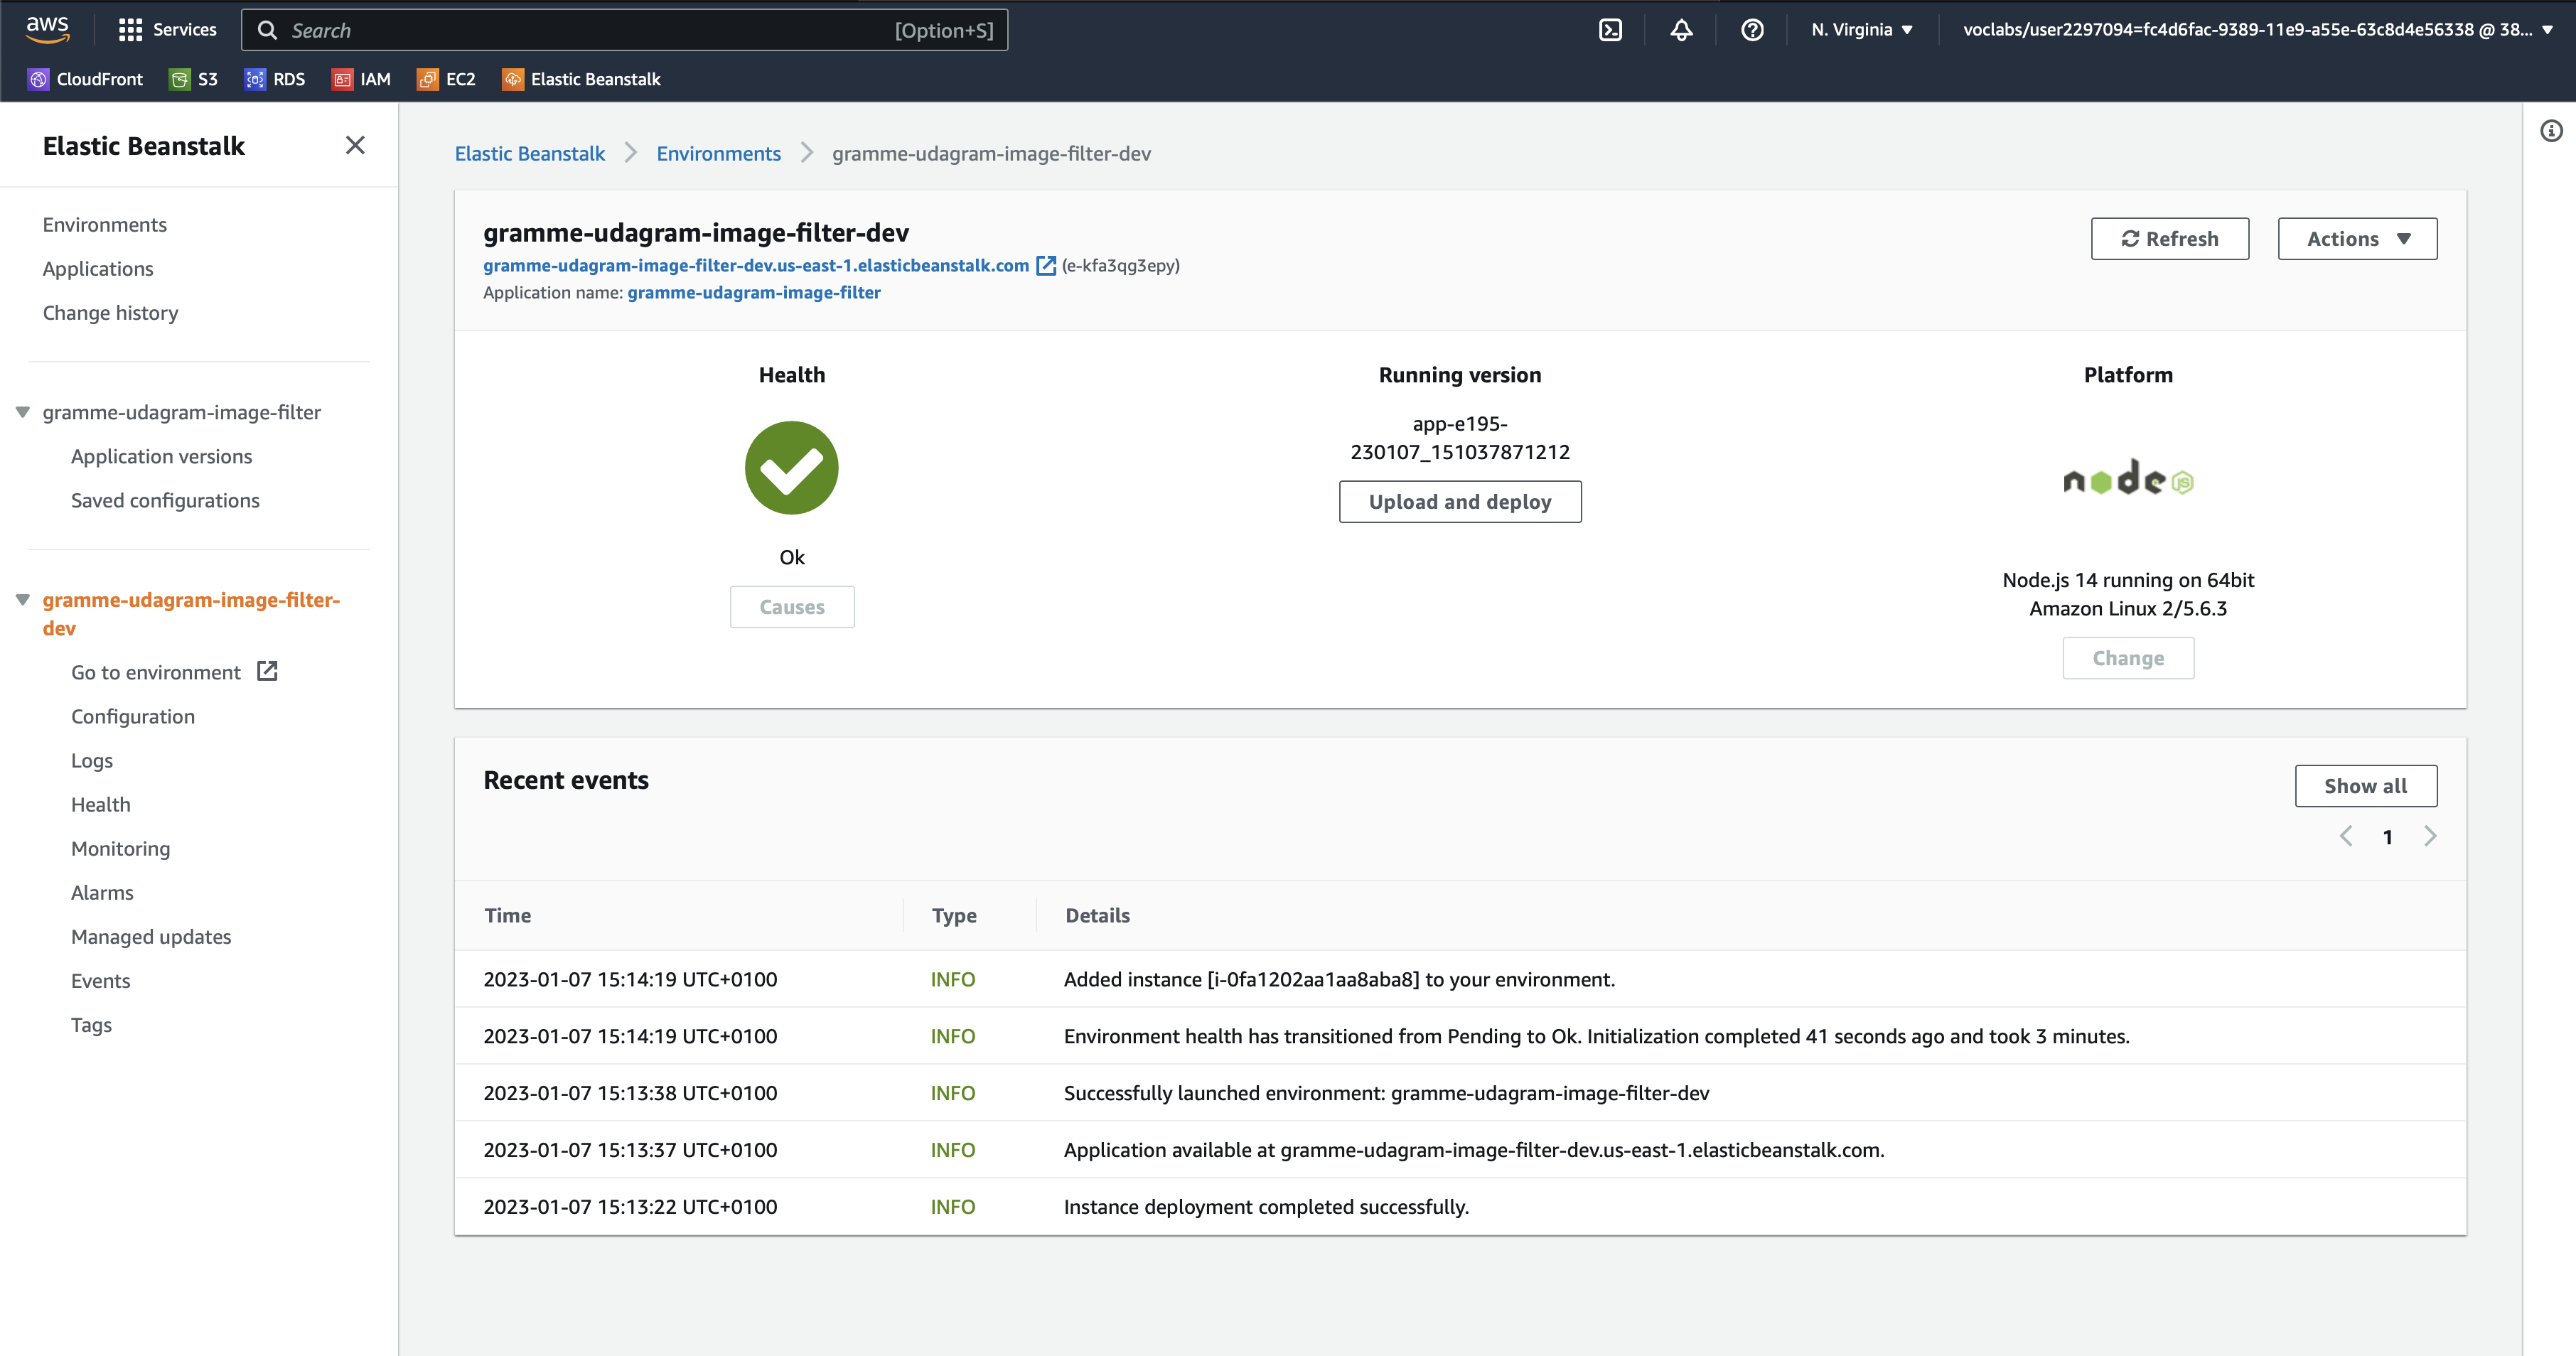 aws
Services
Search
[Option+S]
N. Virginia
voclabs/user2297094=fc4d6fac-9389-11e9-a55e-63c8d4e56338 @ 38...
CloudFront
S3
RDS
IAM
EC2
Elastic Beanstalk
Elastic Beanstalk
Environments
Applications
Change history
gramme-udagram-image-filter
Application versions
Saved configurations
gramme-udagram-image-filter-
dev
Go to environment
Configuration
Logs
Health
Monitoring
Alarms
Managed updates
Events
Tags
Elastic Beanstalk
Environments
gramme-udagram-image-filter-dev
gramme-udagram-image-filter-dev
gramme-udagram-image-filter-dev.us-east-1.elasticbeanstalk.com (e-kfa3qg3epy)
Application name: gramme-udagram-image-filter
Refresh
Actions
Health
Ok
Causes
Running version
app-e195-
230107_151037871212
Upload and deploy
Platform
node JS
Node.js 14 running on 64bit
Amazon Linux 2/5.6.3
Change
Recent events
Show all
1
Time Type Details
2023-01-07 15:14:19 UTC+0100 INFO Added instance [i-0fa1202aa1aa8aba8] to your environment.
2023-01-07 15:14:19 UTC+0100 INFO Environment health has transitioned from Pending to Ok. Initialization completed 41 seconds ago and took 3 minutes.
2023-01-07 15:13:38 UTC+0100 INFO Successfully launched environment: gramme-udagram-image-filter-dev
2023-01-07 15:13:37 UTC+0100 INFO Application available at gramme-udagram-image-filter-dev.us-east-1.elasticbeanstalk.com.
2023-01-07 15:13:22 UTC+0100 INFO Instance deployment completed successfully.